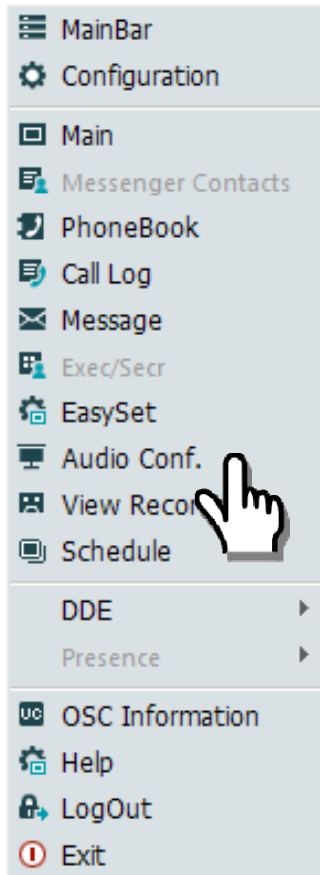 MainBar
Configuration
Main
Messenger Contacts
PhoneBook
Call Log
Message
Exec/Secr
EasySet
Audio Conf.
View Recor
Schedule
DDE
Presence
UC OSC Information
Help
LogOut
Exit